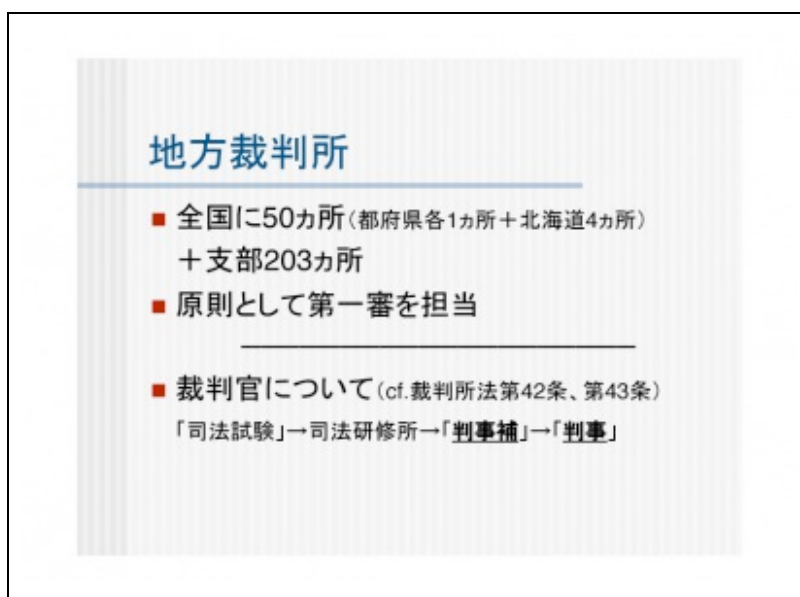 地方裁判所
■ 全国に50ヵ所（都府県各1ヵ所＋北海道4ヵ所）
＋支部203ヵ所
■ 原則として第一審を担当
■ 裁判官について（cf.裁判所法第42条、第43条）
「司法試験」→司法研修所→「判事補」→「判事」